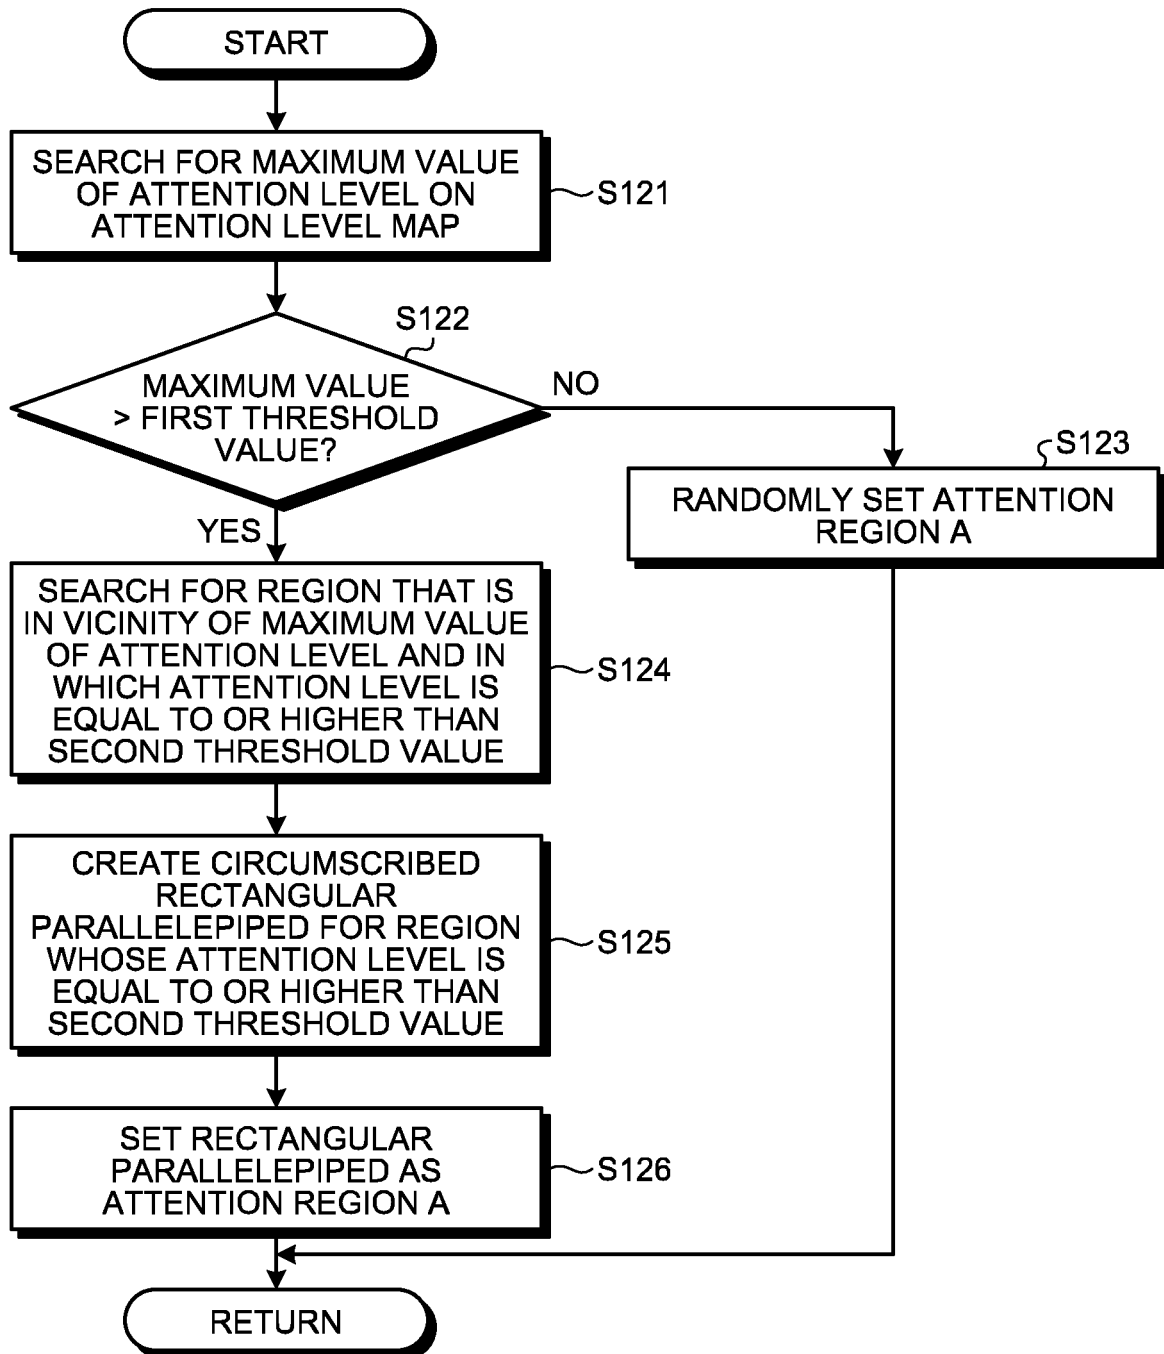 START
SEARCH FOR MAXIMUM VALUE
OF ATTENTION LEVEL ON
ATTENTION LEVEL MAP
S121
S122
MAXIMUM VALUE
> FIRST THRESHOLD
VALUE?
NO
YES
S123
RANDOMLY SET ATTENTION
REGION A
SEARCH FOR REGION THAT IS
IN VICINITY OF MAXIMUM VALUE
OF ATTENTION LEVEL AND IN
WHICH ATTENTION LEVEL IS
EQUAL TO OR HIGHER THAN
SECOND THRESHOLD VALUE
S124
CREATE CIRCUMSCRIBED
RECTANGULAR
PARALLELEPIPED FOR REGION
WHOSE ATTENTION LEVEL IS
EQUAL TO OR HIGHER THAN
SECOND THRESHOLD VALUE
S125
SET RECTANGULAR
PARALLELEPIPED AS
ATTENTION REGION A
S126
RETURN